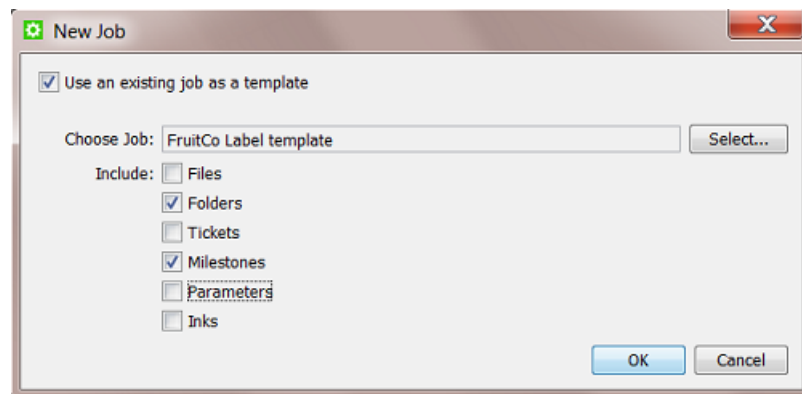 New Job
Use an existing job as a template
Choose Job: FruitCo Label template Select...
Include: Files
Folders
Tickets
Milestones
Parameters
Inks
OK Cancel